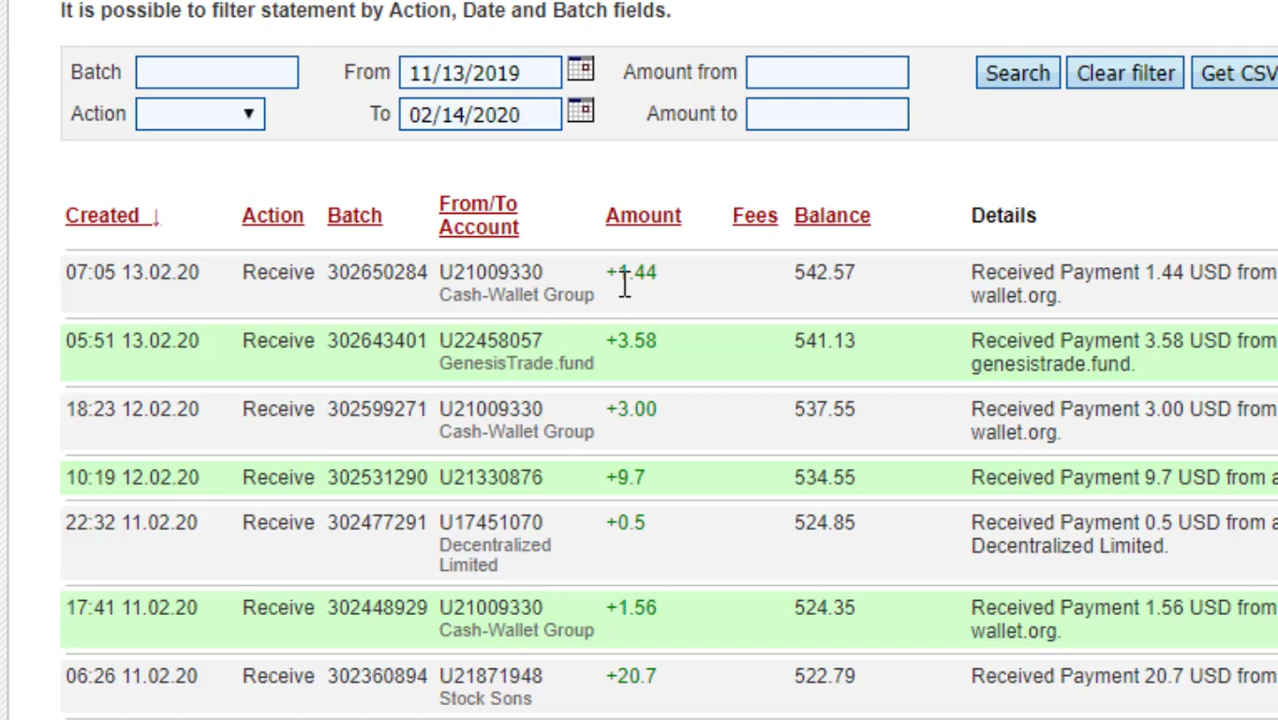 It is possible to filter statement by Action, Date and Batch fields.
Batch From 11/13/2019 Amount from Search Clear filter Get CSV
Action To 02/14/2020 Amount to
Created ↓ Action Batch From/To Account Amount Fees Balance Details
07:05 13.02.20 Receive 302650284 U21009330 +1.44 542.57 Received Payment 1.44 USD from
Cash-Wallet Group wallet.org.
05:51 13.02.20 Receive 302643401 U22458057 +3.58 541.13 Received Payment 3.58 USD from
GenesisTrade.fund genesistrade.fund.
18:23 12.02.20 Receive 302599271 U21009330 +3.00 537.55 Received Payment 3.00 USD from
Cash-Wallet Group wallet.org.
10:19 12.02.20 Receive 302531290 U21330876 +9.7 534.55 Received Payment 9.7 USD from a
22:32 11.02.20 Receive 302477291 U17451070 +0.5 524.85 Received Payment 0.5 USD from a
Decentralized Decentralized Limited.
Limited
17:41 11.02.20 Receive 302448929 U21009330 +1.56 524.35 Received Payment 1.56 USD from
Cash-Wallet Group wallet.org.
06:26 11.02.20 Receive 302360894 U21871948 +20.7 522.79 Received Payment 20.7 USD from
Stock Sons